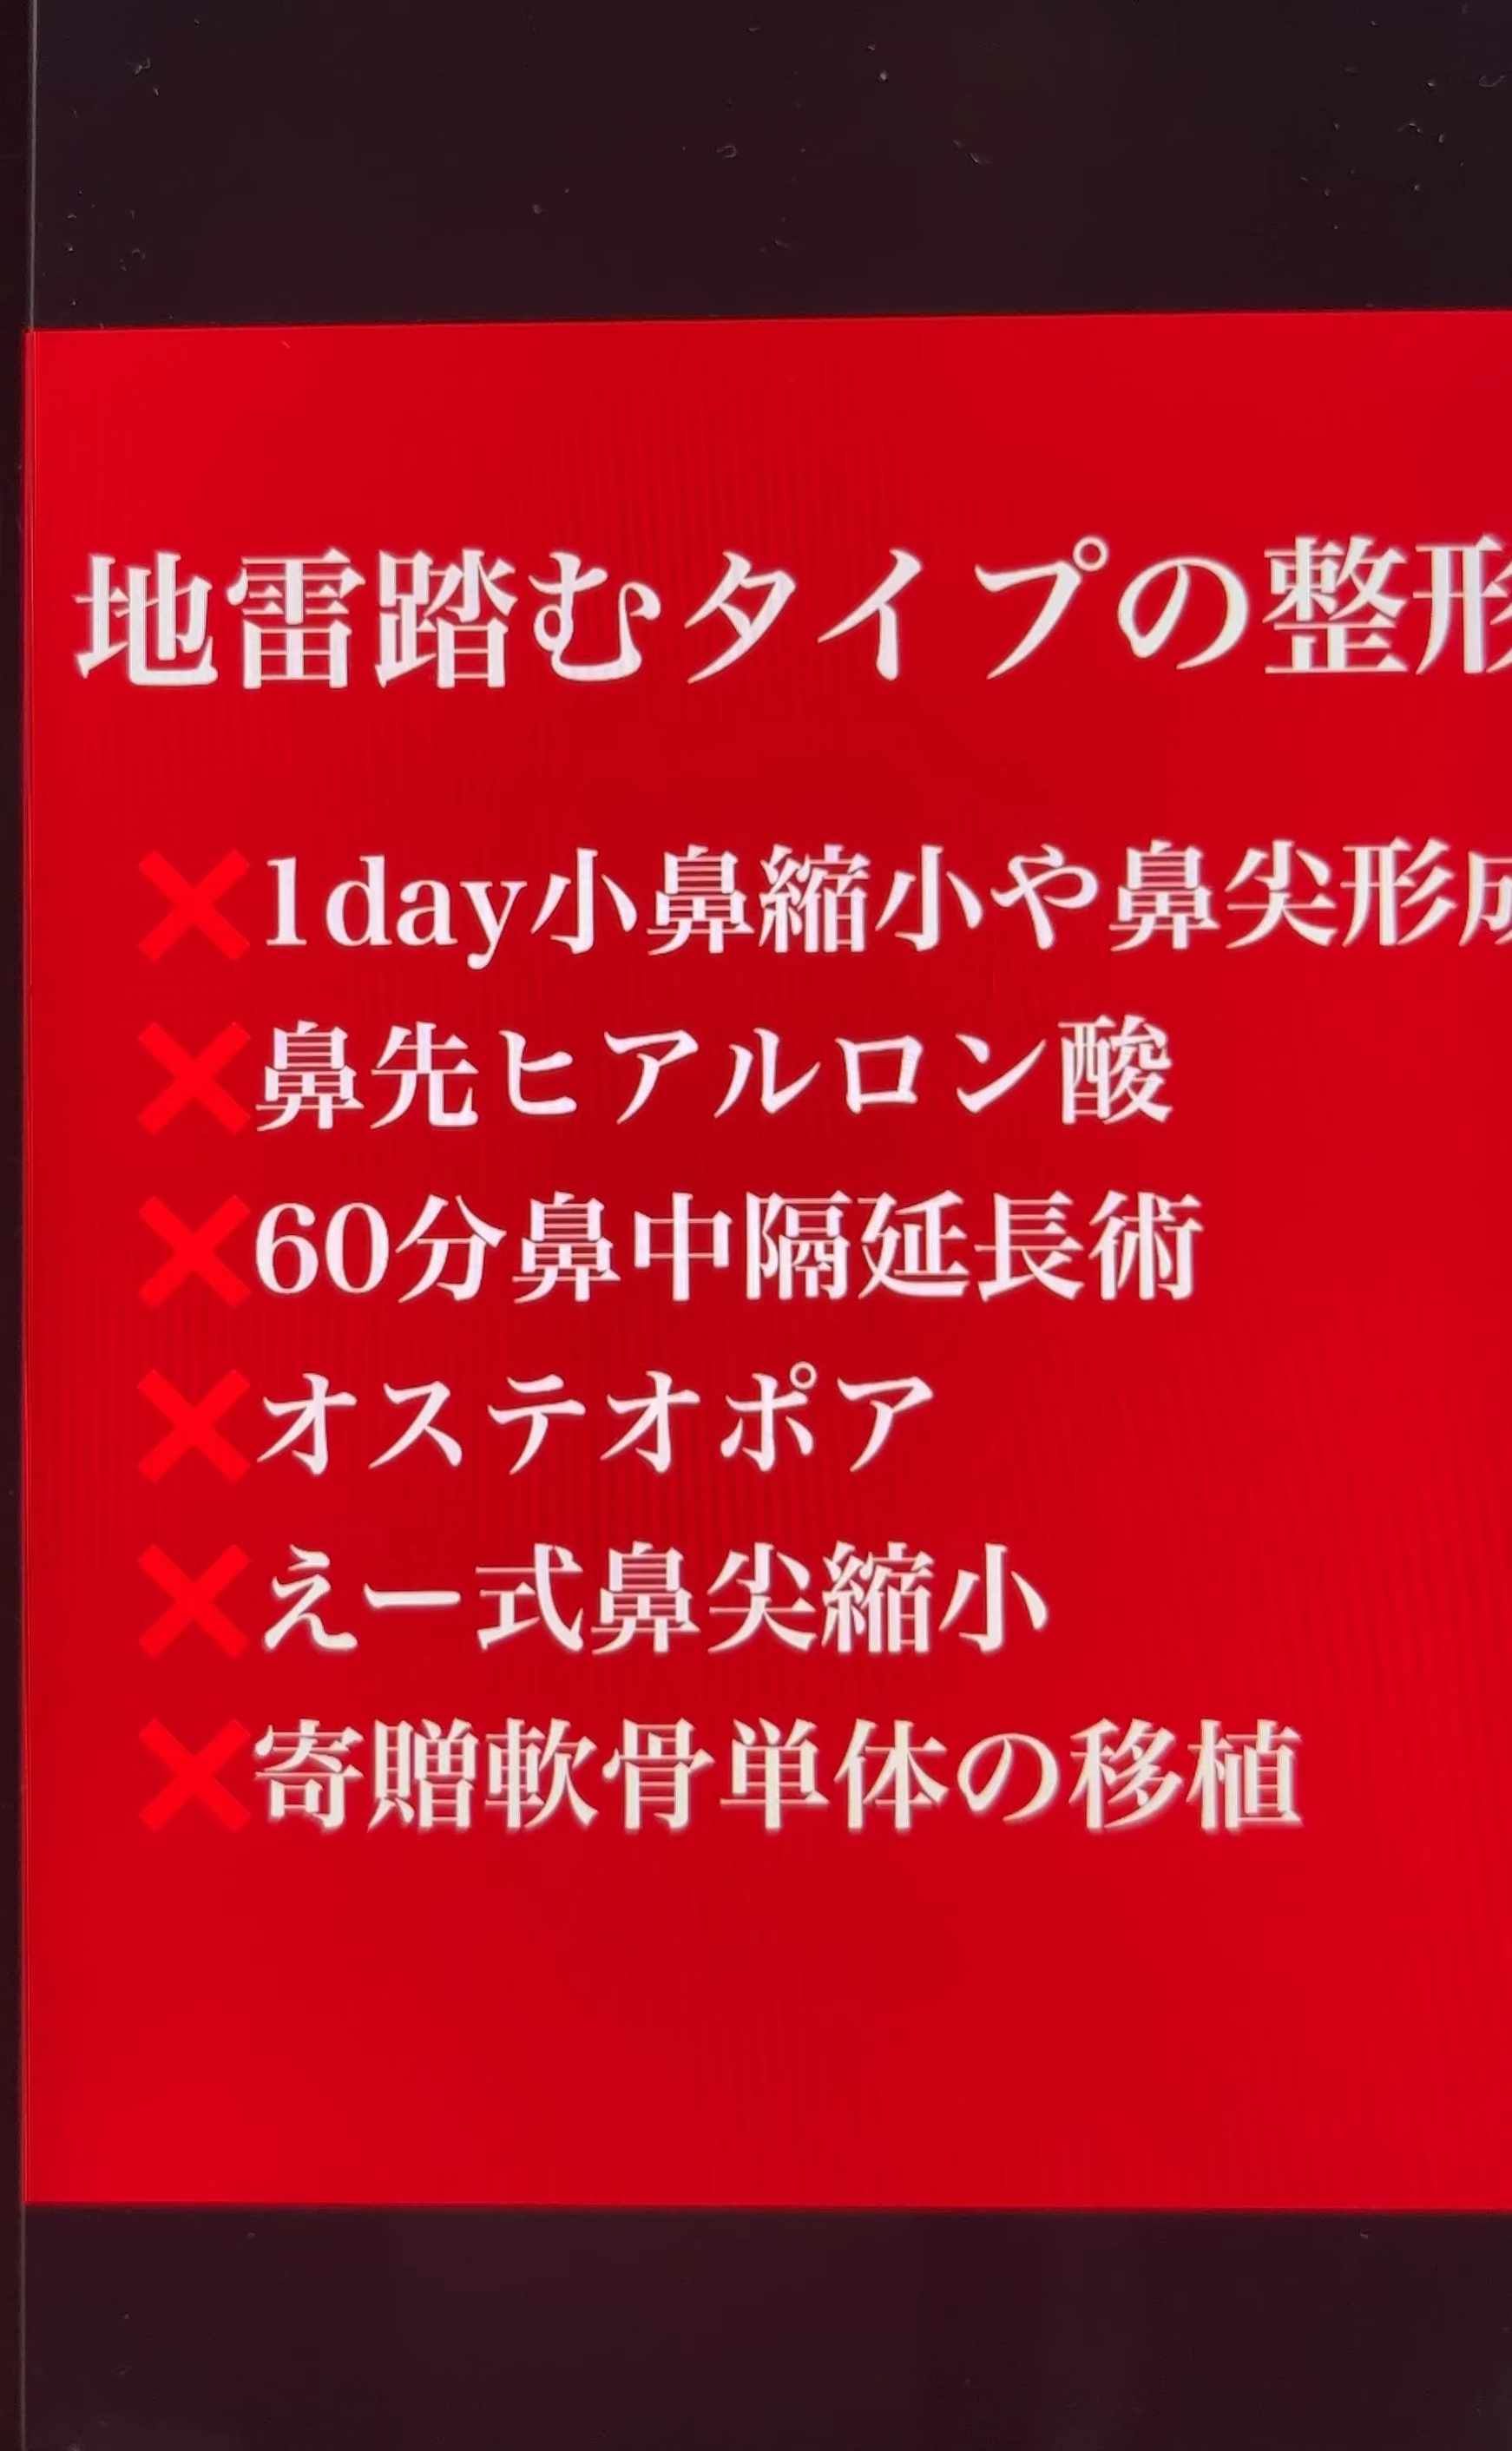 地雷踏むタイプの整形
❌1day小鼻縮小や鼻尖形成
❌鼻先ヒアルロン酸
❌60分鼻中隔延長術
❌オステオポア
❌えー式鼻尖縮小
❌寄贈軟骨単体の移植